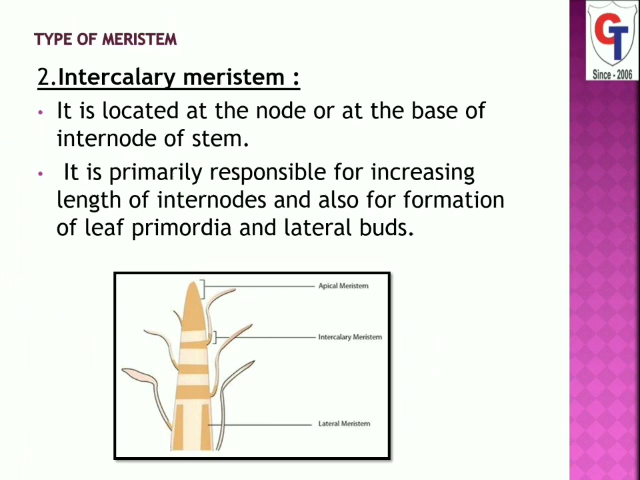 TYPE OF MERISTEM
2.Intercalary meristem :
• It is located at the node or at the base of
internode of stem.
• It is primarily responsible for increasing
length of internodes and also for formation
of leaf primordia and lateral buds.
Apical Meristem
Intercalary Meristem
Lateral Meristem
GT
Since - 2006